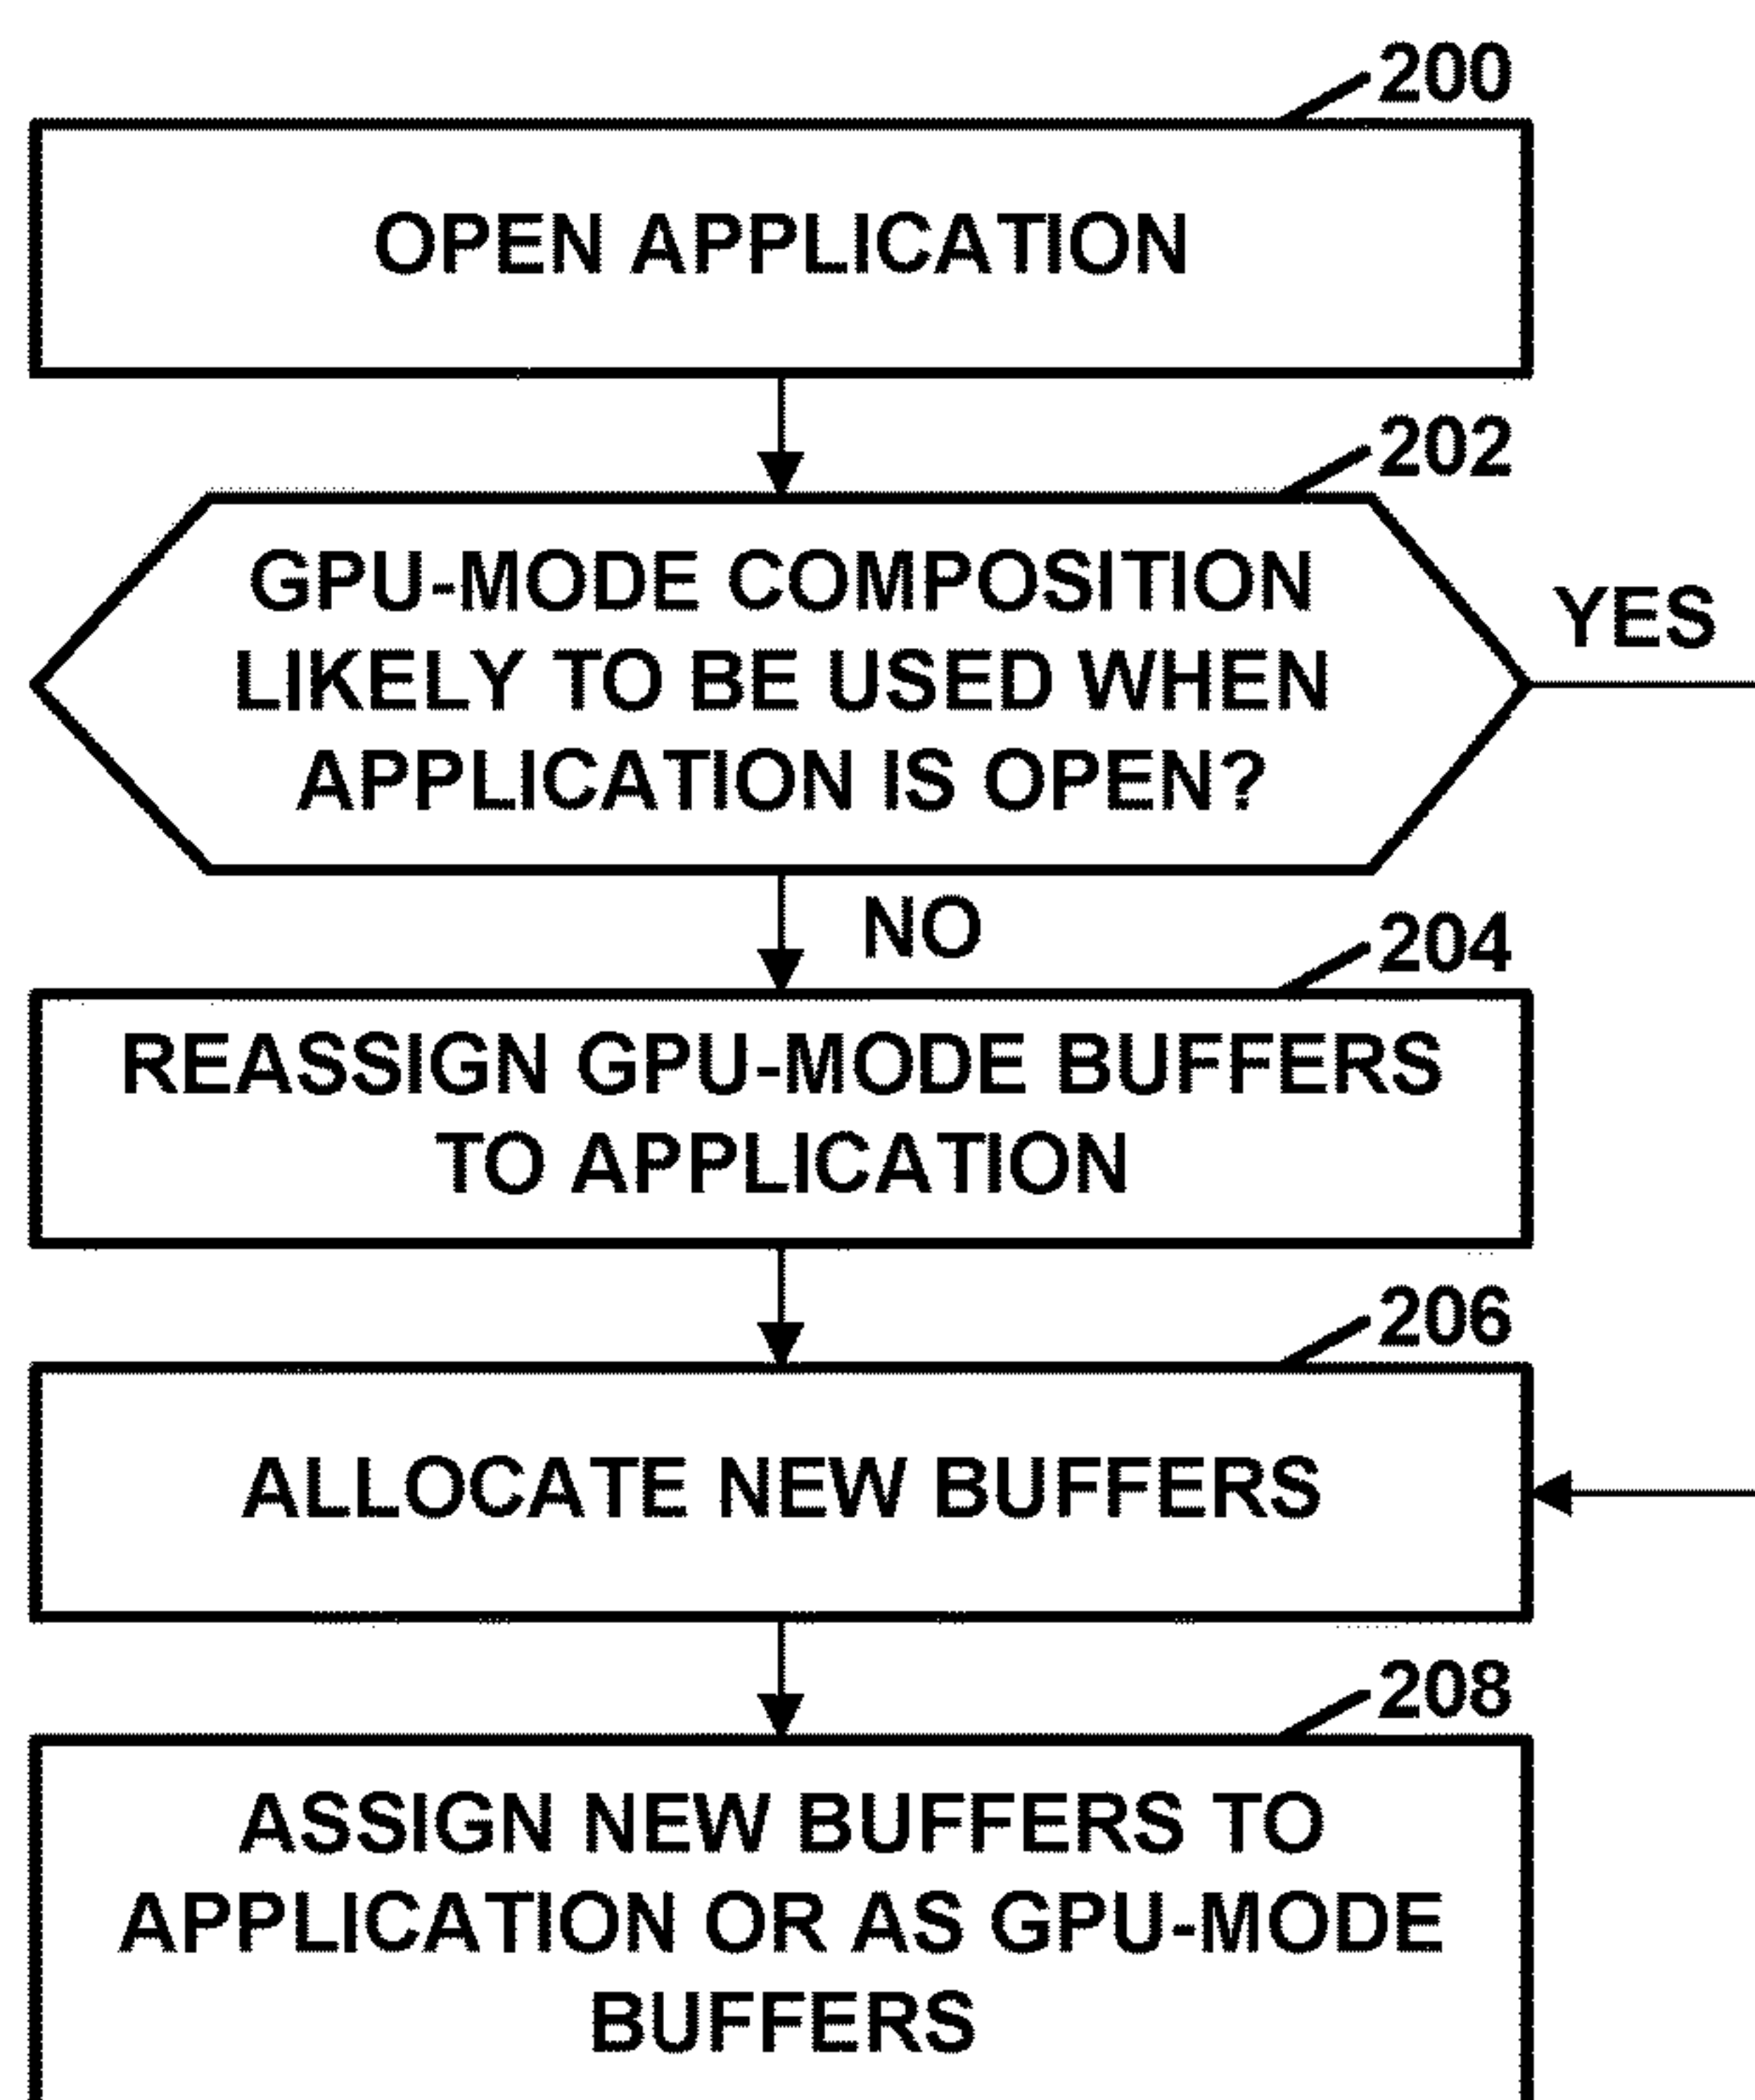 200
OPEN APPLICATION
202
GPU-MODE COMPOSITION
LIKELY TO BE USED WHEN
APPLICATION IS OPEN?
YES
NO
204
REASSIGN GPU-MODE BUFFERS
TO APPLICATION
206
ALLOCATE NEW BUFFERS
208
ASSIGN NEW BUFFERS TO
APPLICATION OR AS GPU-MODE
BUFFERS